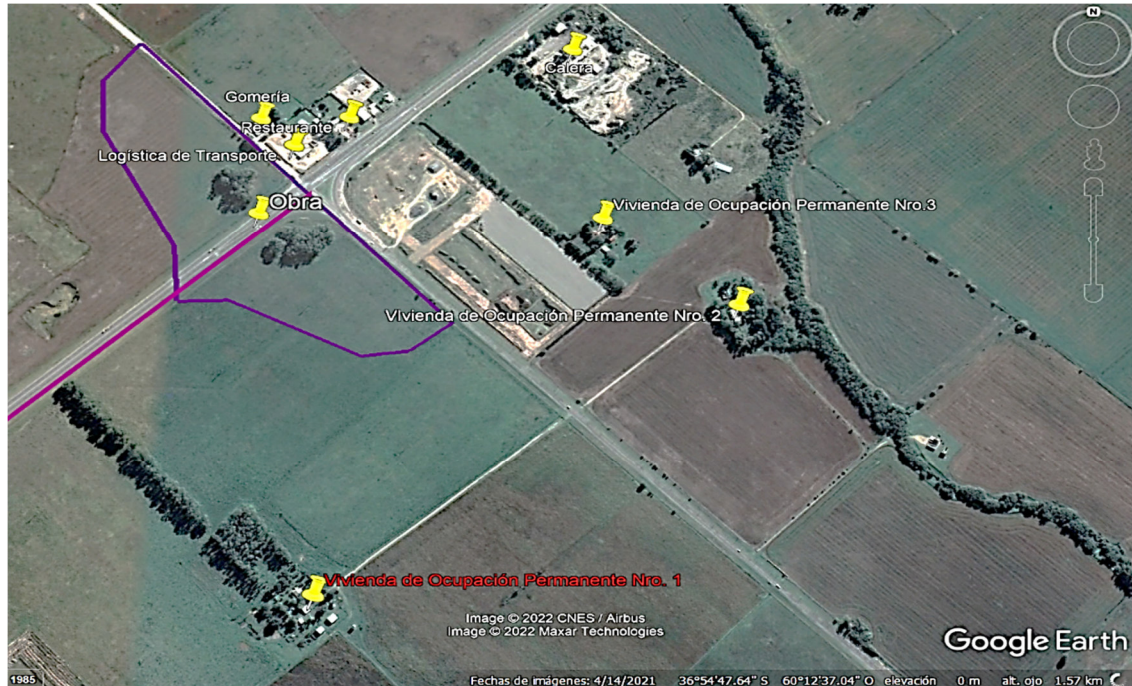 N
Calera
Gomería
Restaurante
Logística de Transporte
Obra
Vivienda de Ocupación Permanente Nro.3
VIvienda de Ocupación Permanente Nro. 2
Vivienda de Ocupación Permanente Nro. 1
Image © 2022 CNES / Airbus
Image © 2022 Maxar Technologies
Google Earth
1985
Fechas de imágenes: 4/14/2021 36°54'47.64" S 60°12'37.04" O elevación 0 m alt. ojo 1.57 km